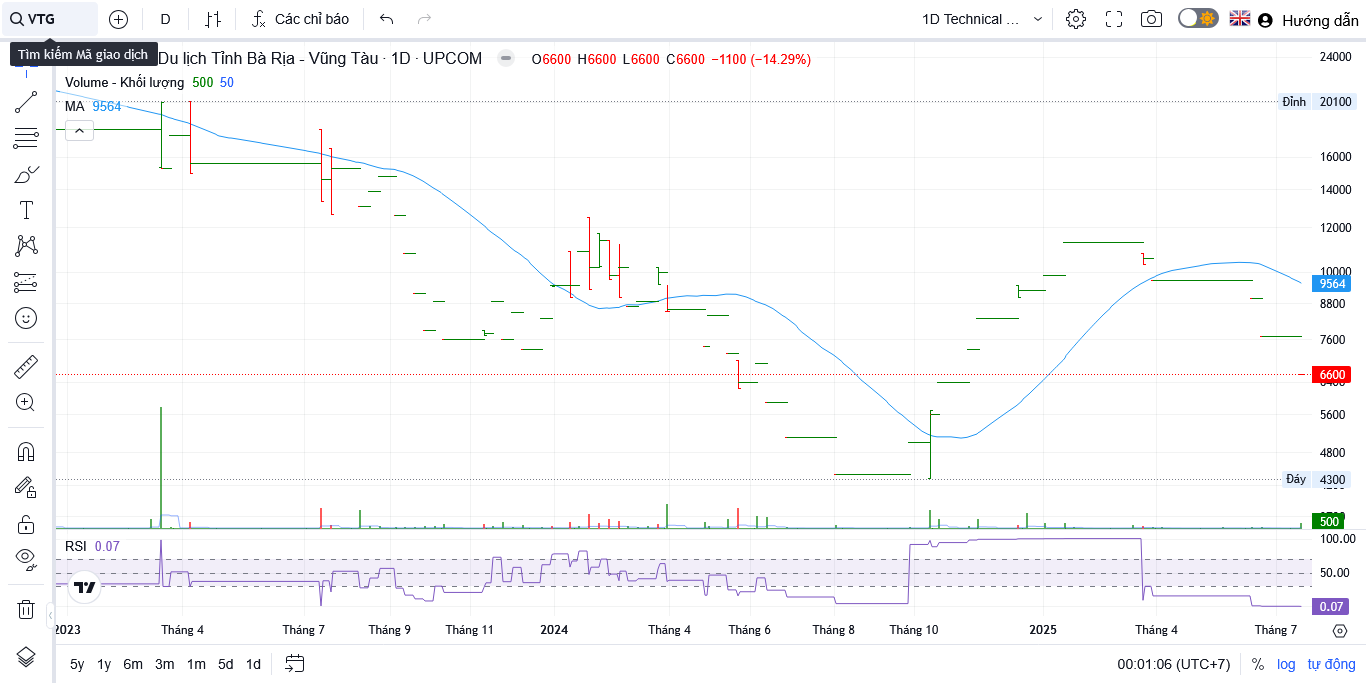 VTG
D
Các chỉ báo
1D Technical ...
Hướng dẫn
Tìm kiếm Mã giao dịch
Du lịch Tỉnh Bà Rịa - Vũng Tàu · 1D · UPCOM
O6600 H6600 L6600 C6600 −1100 (−14.29%)
Volume - Khối lượng 500 50
MA 9564
24000
Đỉnh 20100
16000
14000
12000
10000
9564
8800
7600
6600
5600
4800
Đáy 4300
500
RSI 0.07
100.00
50.00
0.07
2023
Tháng 4
Tháng 7
Tháng 9
Tháng 11
2024
Tháng 4
Tháng 6
Tháng 8
Tháng 10
2025
Tháng 4
Tháng 7
5y 1y 6m 3m 1m 5d 1d
00:01:06 (UTC+7)
% log tự động